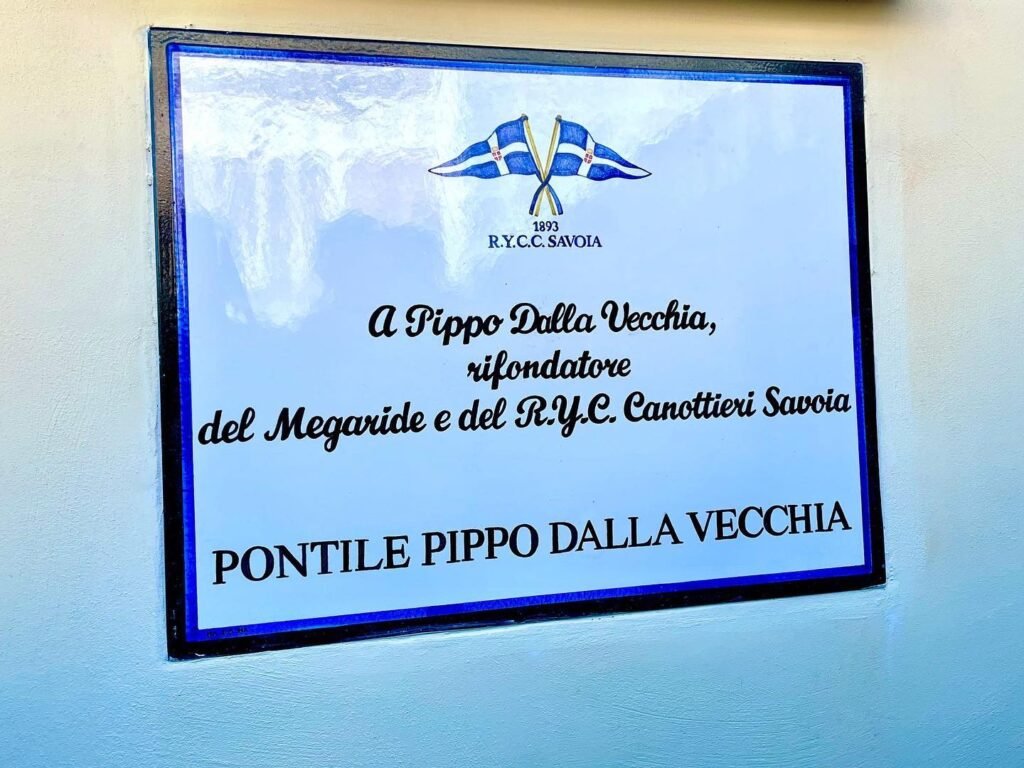 1893
R.Y.C.C. SAVOIA
A Pippo Dalla Vecchia,
rifondatore
del Megaride e del R.Y.C. Canottieri Savoia
PONTILE PIPPO DALLA VECCHIA